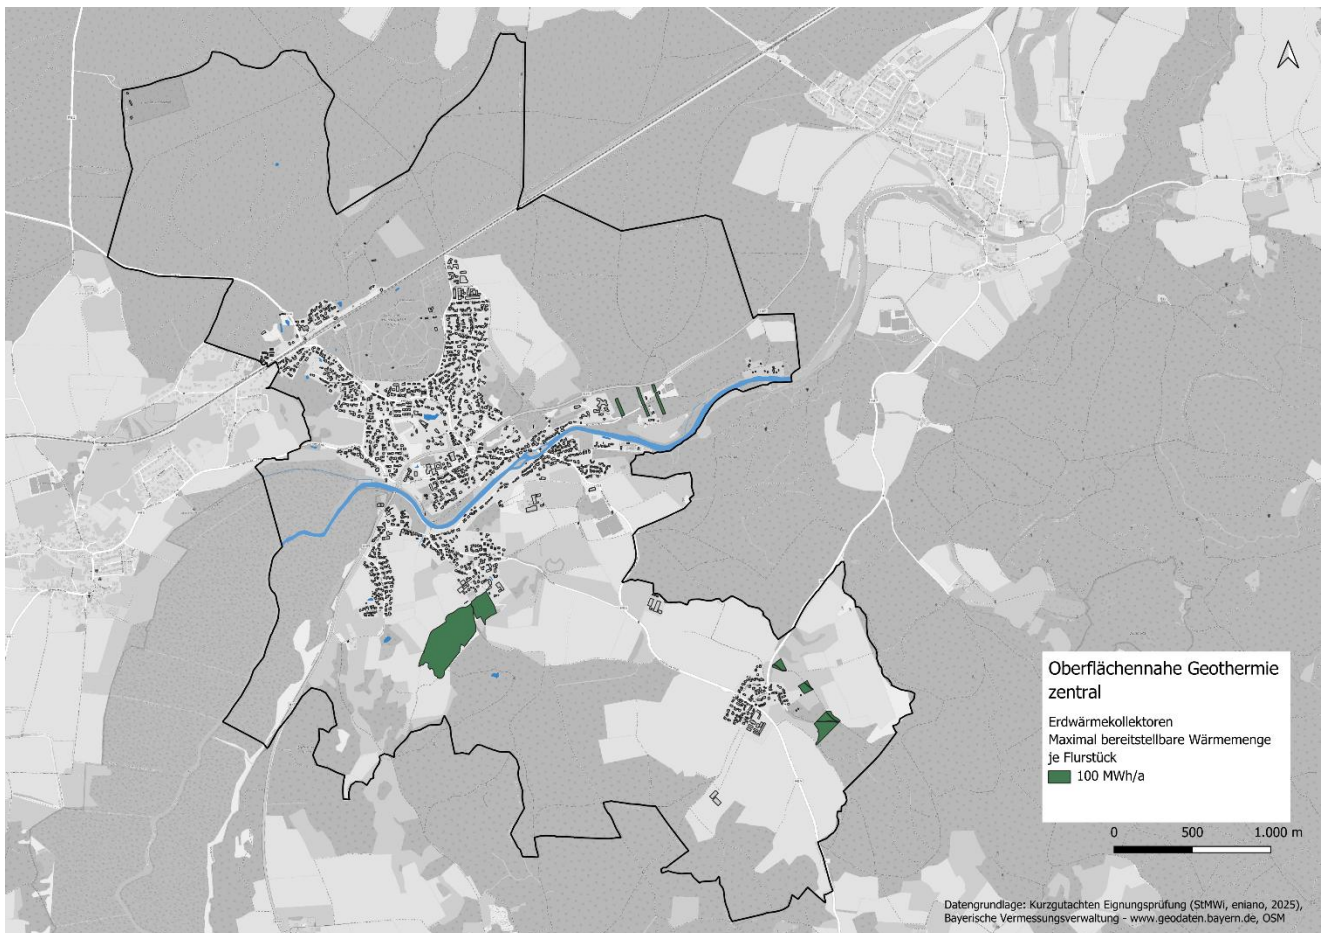 Oberflächennahe Geothermie
zentral
Erdwärmekollektoren
Maximal bereitstellbare Wärmemenge
je Flurstück
100 MWh/a
0 500 1.000 m
Datengrundlage: Kurzgutachten Eignungsprüfung (StMWi, eniano, 2025),
Bayerische Vermessungsverwaltung - www.geodaten.bayern.de, OSM